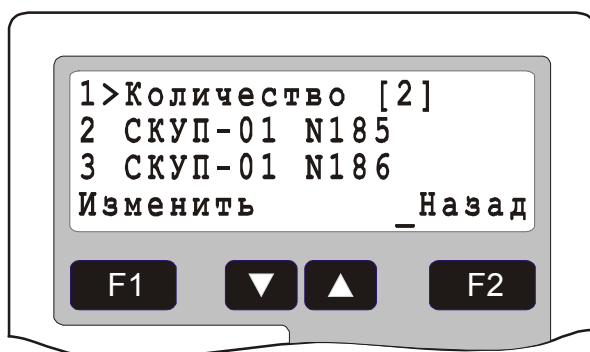 1>Количество [2]
2 СКУП-01 N185
3 СКУП-01 N186
Изменить _Назад
F1 ▼ ▲ F2